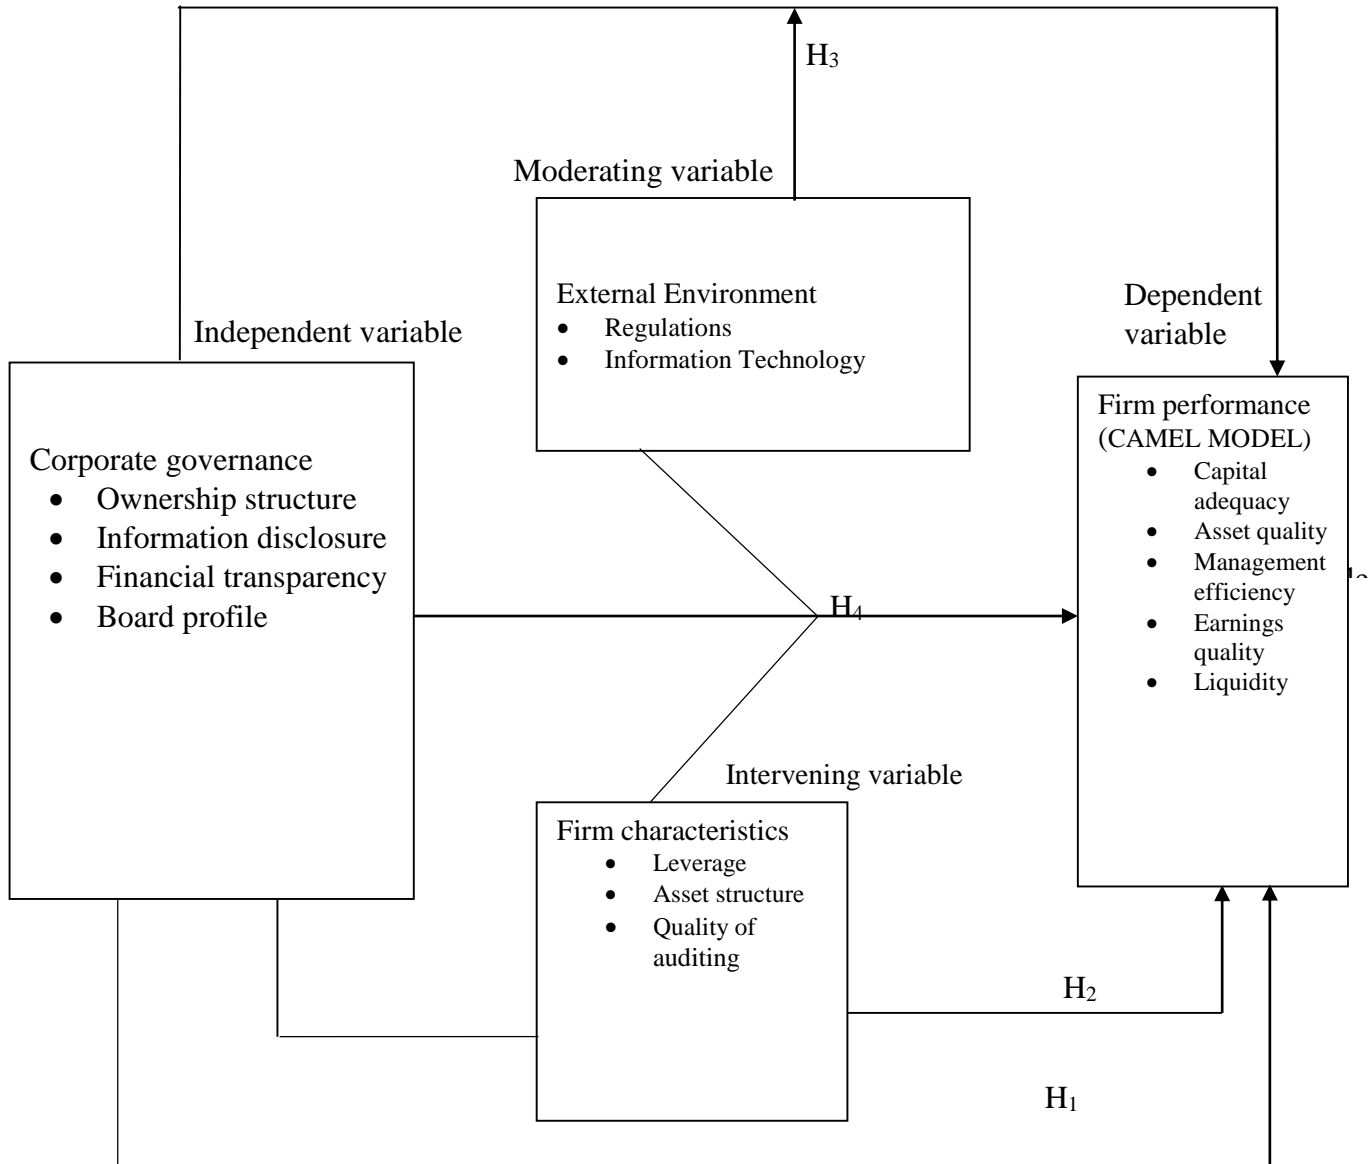 H3
Moderating variable
External Environment
• Regulations
• Information Technology
Independent variable
Corporate governance
• Ownership structure
• Information disclosure
• Financial transparency
• Board profile
Dependent
variable
Firm performance
(CAMEL MODEL)
• Capital
adequacy
• Asset quality
• Management
efficiency
• Earnings
quality
• Liquidity
H4
Intervening variable
Firm characteristics
• Leverage
• Asset structure
• Quality of
auditing
H2
H1